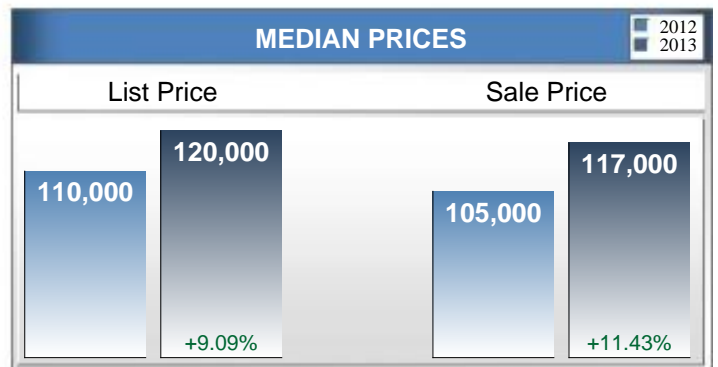 MEDIAN PRICES
2012
2013
List Price
Sale Price
110,000
120,000
+9.09%
105,000
117,000
+11.43%